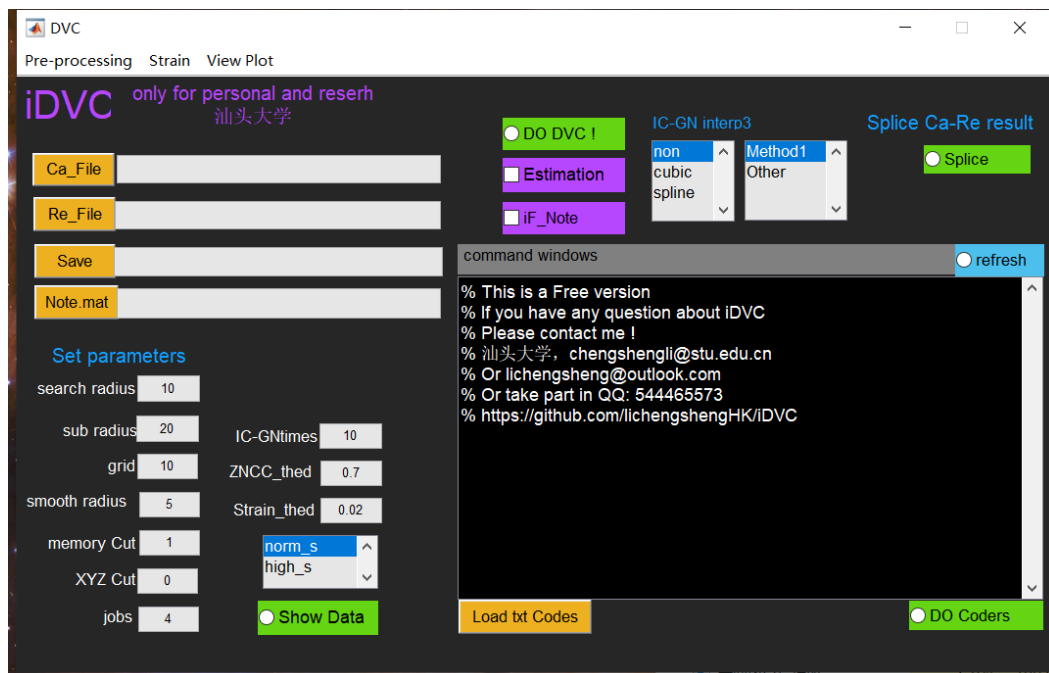 DVC
Pre-processing Strain View Plot
iDVC only for personal and reserh
汕头大学
Ca_File
Re_File
Save
Note.mat
DO DVC !
Estimation
iF_Note
IC-GN interp3
non
cubic
spline
Method1
Other
Splice Ca-Re result
Splice
command windows
refresh
% This is a Free version
% If you have any question about iDVC
% Please contact me !
% 汕头大学，chengshengli@stu.edu.cn
% Or lichengsheng@outlook.com
% Or take part in QQ: 544465573
% https://github.com/lichengshengHK/iDVC
Set parameters
search radius 10
sub radius 20
grid 10
smooth radius 5
memory Cut 1
XYZ Cut 0
jobs 4
IC-GNtimes 10
ZNCC_thed 0.7
Strain_thed 0.02
norm_s
high_s
Show Data
Load txt Codes
DO Coders